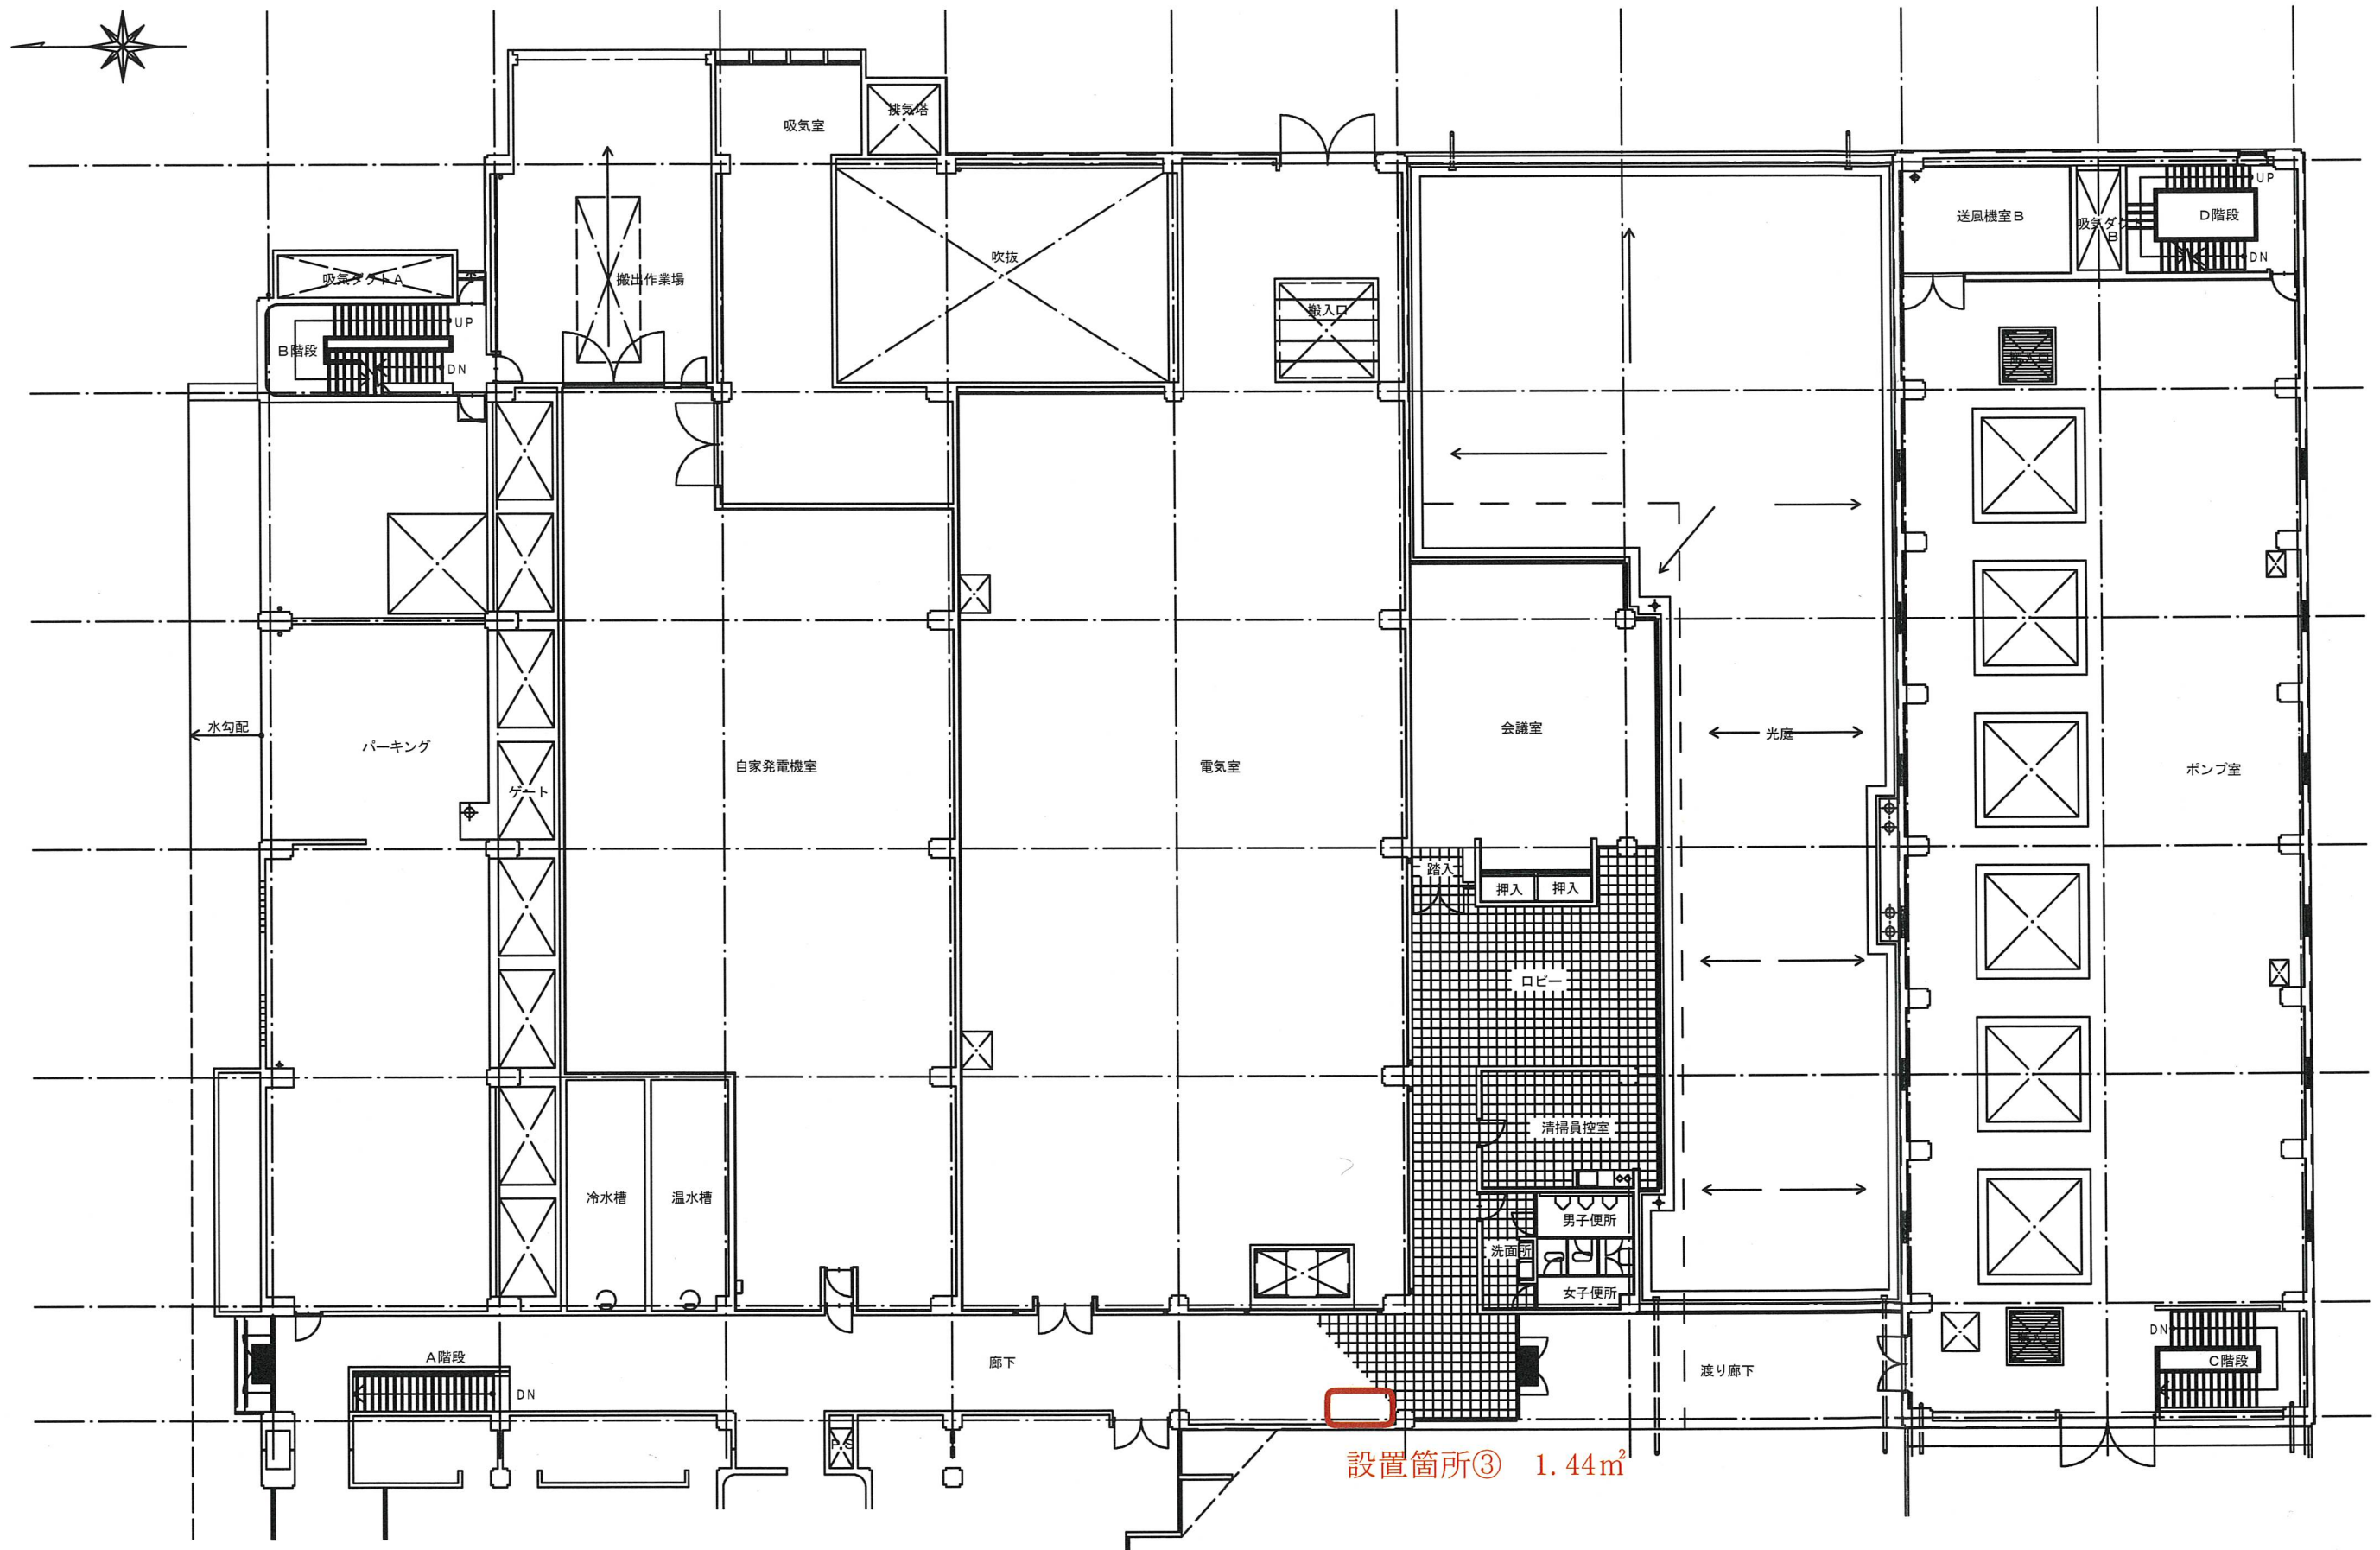 排気塔
吸気室
UP
送風機室B
吸気ダクト
B
D階段
DN
吹抜
吸気ダクトA
搬出作業場
搬入口
UP
B階段
DN
搬入口
水勾配
パーキング
会議室
光庭
自家発電機室
電気室
ポンプ室
ゲート
踏入
押入
押入
ロビー
清掃員控室
冷水槽
温水槽
男子便所
洗面所
女子便所
DN
A階段
廊下
渡り廊下
C階段
DN
PS
設置箇所③ 1.44㎡